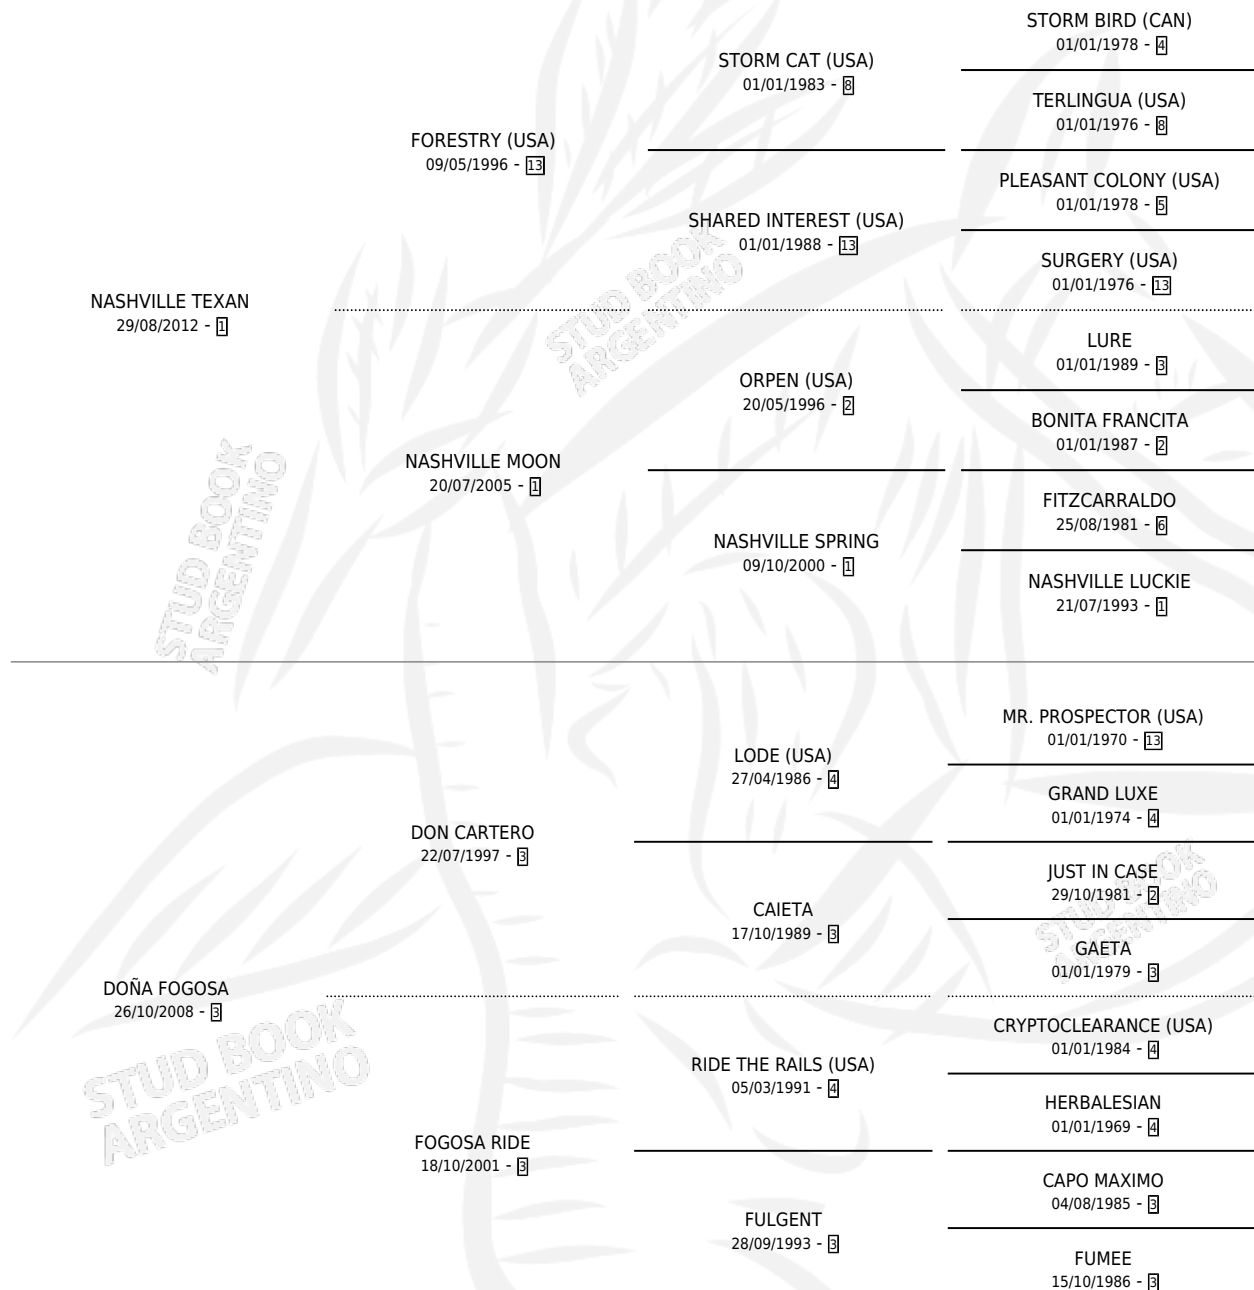 STORM BIRD (CAN)
01/01/1978 - 4
STORM CAT (USA)
01/01/1983 - 8
TERLINGUA (USA)
01/01/1976 - 8
FORESTRY (USA)
09/05/1996 - 13
PLEASANT COLONY (USA)
01/01/1978 - 5
SHARED INTEREST (USA)
01/01/1988 - 13
SURGERY (USA)
01/01/1976 - 13
NASHVILLE TEXAN
29/08/2012 - 1
LURE
01/01/1989 - 3
ORPEN (USA)
20/05/1996 - 2
BONITA FRANCITA
01/01/1987 - 2
NASHVILLE MOON
20/07/2005 - 1
FITZCARRALDO
25/08/1981 - 6
NASHVILLE SPRING
09/10/2000 - 1
NASHVILLE LUCKIE
21/07/1993 - 1
MR. PROSPECTOR (USA)
01/01/1970 - 13
LODE (USA)
27/04/1986 - 4
GRAND LUXE
01/01/1974 - 4
DON CARTERO
22/07/1997 - 3
JUST IN CASE
29/10/1981 - 2
CAIETA
17/10/1989 - 3
GAETA
01/01/1979 - 3
DOÑA FOGOSA
26/10/2008 - 3
CRYPTOCLEARANCE (USA)
01/01/1984 - 4
RIDE THE RAILS (USA)
05/03/1991 - 4
HERBALESIAN
01/01/1969 - 4
FOGOSA RIDE
18/10/2001 - 3
CAPO MAXIMO
04/08/1985 - 3
FULGENT
28/09/1993 - 3
FUMEE
15/10/1986 - 3
STUD BOOK
ARGENTINO
STUD BOOK
ARGENTINO
STUD BOOK
ARGENTINO
STUD BOOK
ARGENTINO